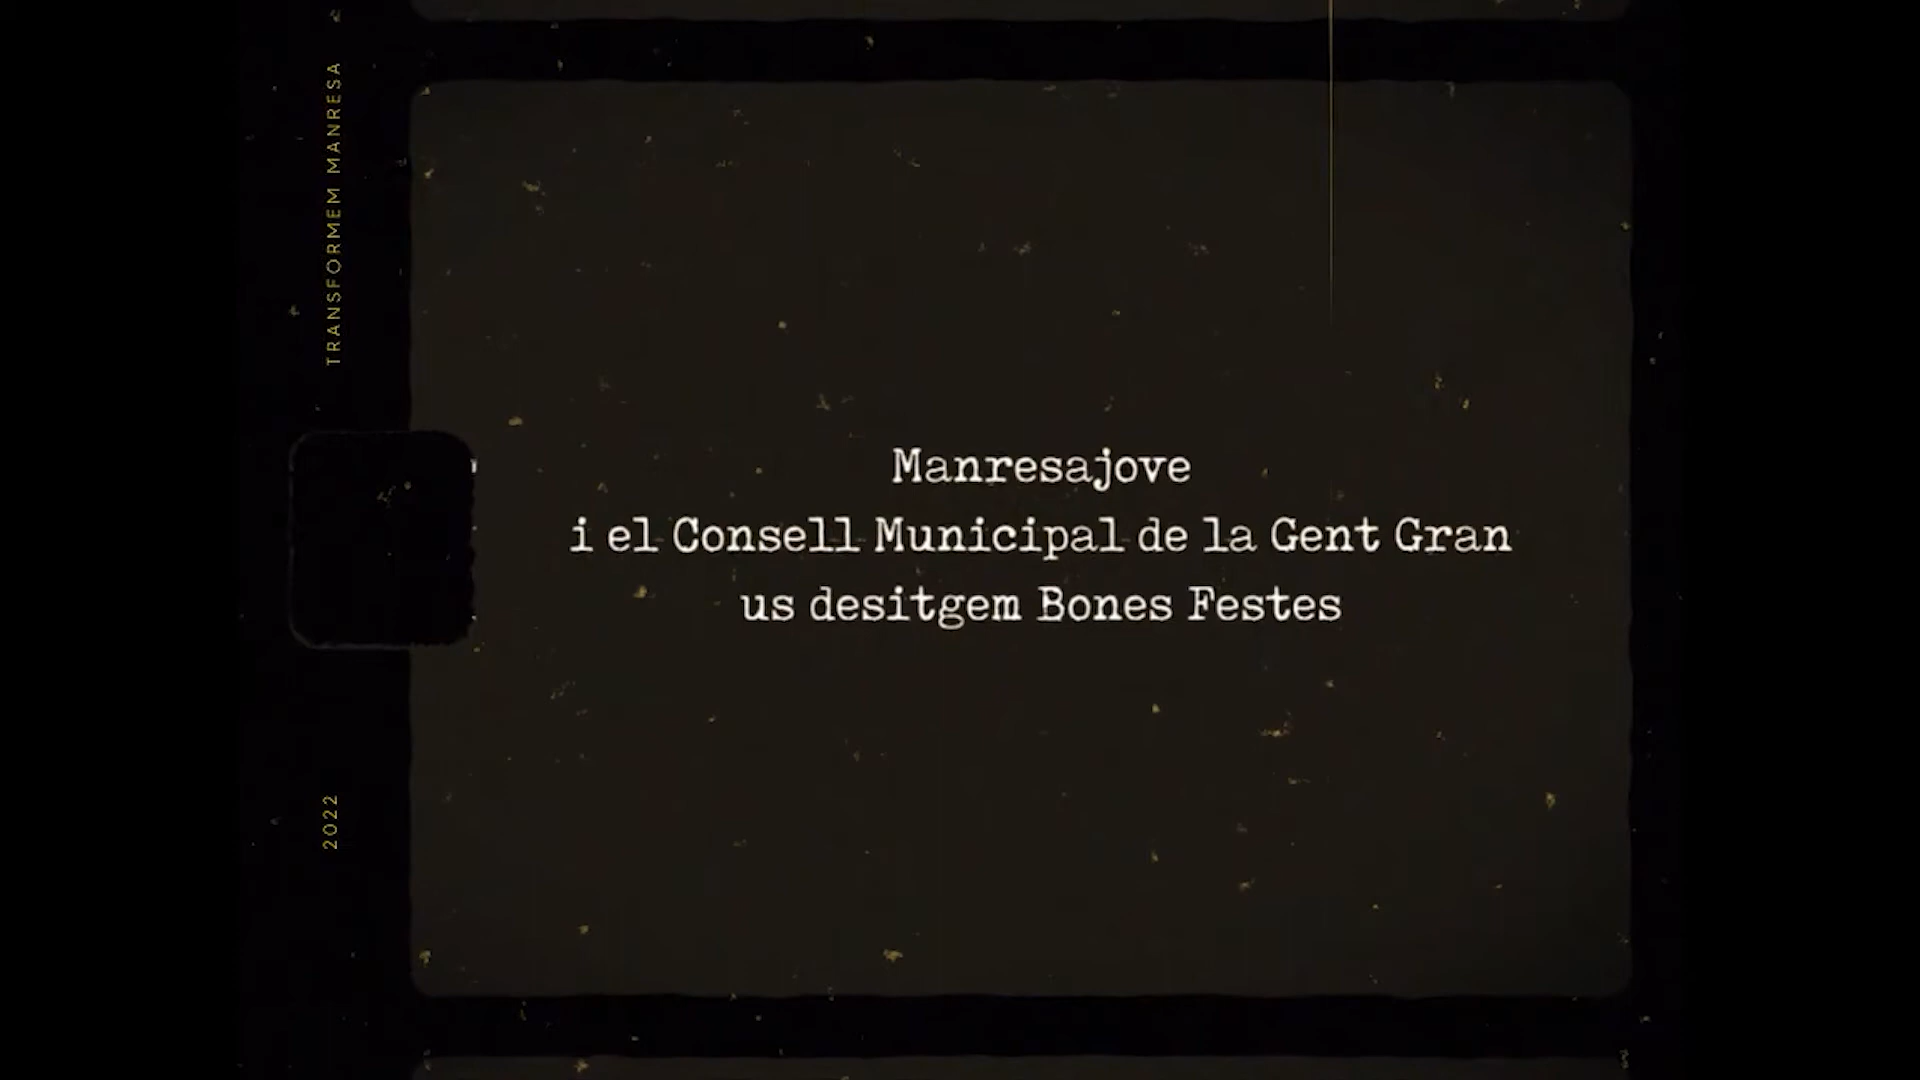 TRANSFORMEM MANRESA
Manresajove
i el Consell Municipal de la Gent Gran
us desitgem Bones Festes
2022